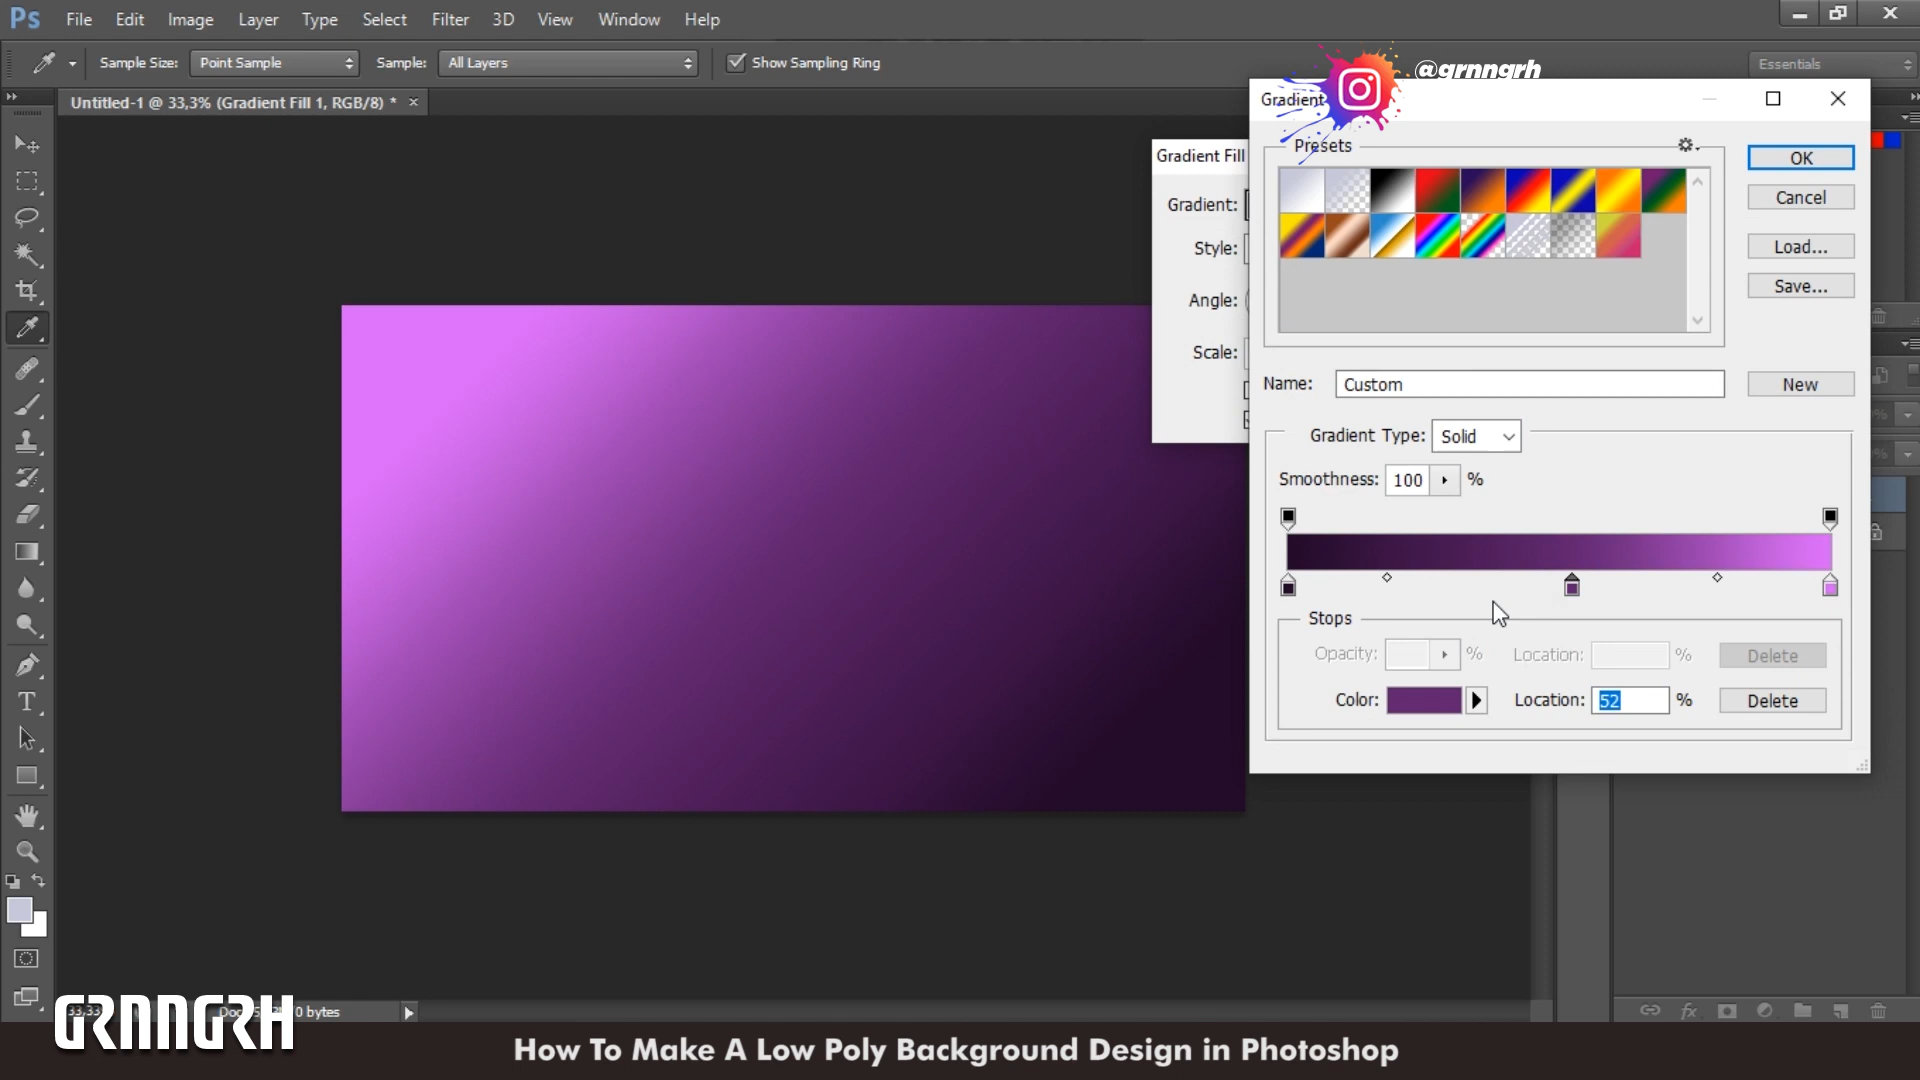 Ps File Edit Image Layer Type Select Filter 3D View Window Help
Sample Size: Point Sample Sample: All Layers Show Sampling Ring Essentials
@grnngrh
Untitled-1 @ 33,3% (Gradient Fill 1, RGB/8) * ×
Gradient
Presets
OK
Gradient Fill
Cancel
Gradient:
Style:
Load...
Save...
Angle:
Scale:
Name: Custom New
Gradient Type: Solid
Smoothness: 100 %
Stops
Opacity: % Location: % Delete
Color: Location: 52 % Delete
T
fx
GRNNGRH
33,33
0 bytes
How To Make A Low Poly Background Design in Photoshop